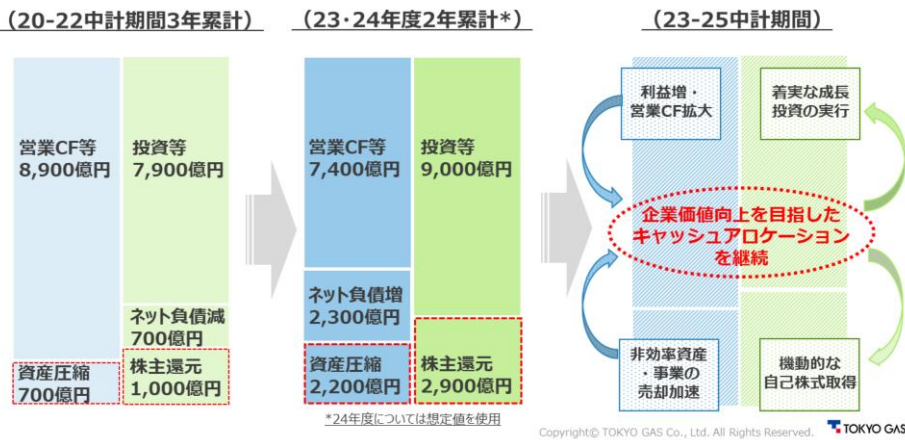 （20-22中計期間3年累計）
営業CF等
8,900億円
投資等
7,900億円
ネット負債減
700億円
資産圧縮
700億円
株主還元
1,000億円
（23･24年度2年累計*）
営業CF等
7,400億円
投資等
9,000億円
ネット負債増
2,300億円
資産圧縮
2,200億円
株主還元
2,900億円
*24年度については想定値を使用
（23-25中計期間）
利益増・
営業CF拡大
着実な成長
投資の実行
企業価値向上を目指した
キャッシュアロケーション
を継続
非効率資産
・事業の
売却加速
機動的な
自己株式取得
Copyright© TOKYO GAS Co., Ltd. All Rights Reserved.
TOKYO GAS